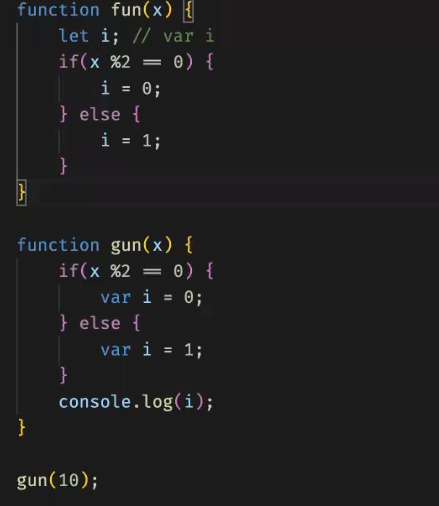 function fun(x) {
    let i; // var i
    if(x %2 == 0) {
        i = 0;
    } else {
        i = 1;
    }
}

function gun(x) {
    if(x %2 == 0) {
        var i = 0;
    } else {
        var i = 1;
    }
    console.log(i);
}

gun(10);